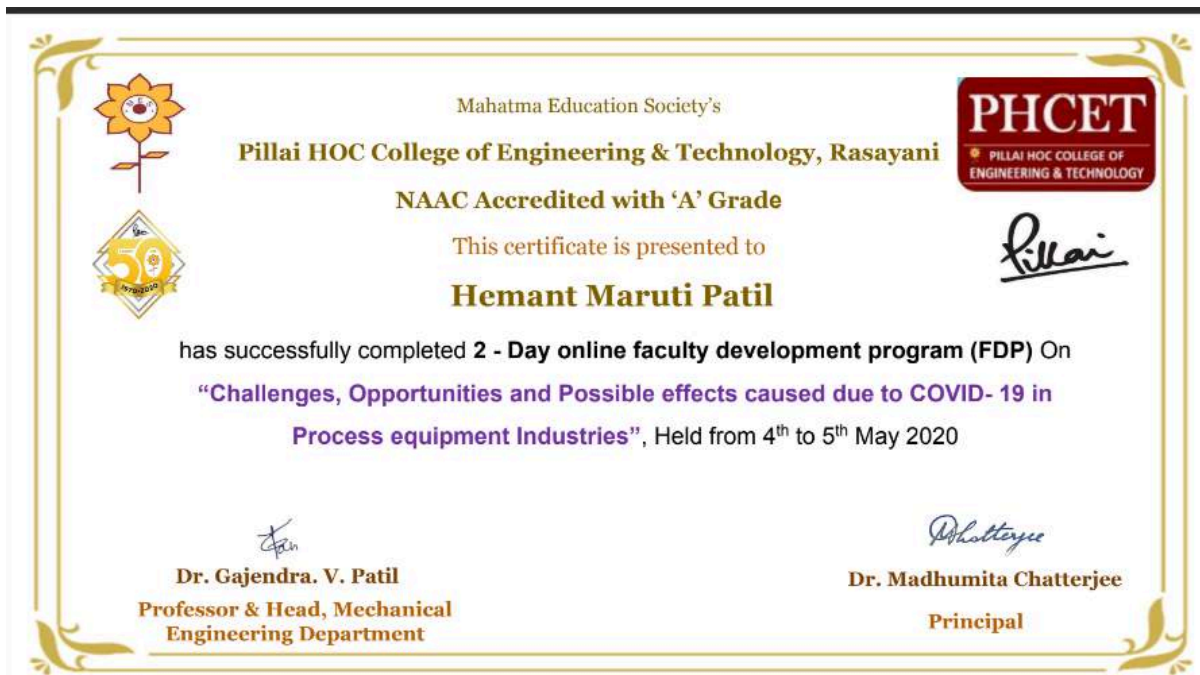 Mahatma Education Society's
Pillai HOC College of Engineering & Technology, Rasayani
NAAC Accredited with ‘A’ Grade
This certificate is presented to
Hemant Maruti Patil
has successfully completed 2 - Day online faculty development program (FDP) On
“Challenges, Opportunities and Possible effects caused due to COVID- 19 in
Process equipment Industries”, Held from 4th to 5th May 2020
M.E.S.
50
1970-2020
PHCET
PILLAI HOC COLLEGE OF
ENGINEERING & TECHNOLOGY
Pillai
Dr. Gajendra. V. Patil
Professor & Head, Mechanical
Engineering Department
Chatterjee
Dr. Madhumita Chatterjee
Principal